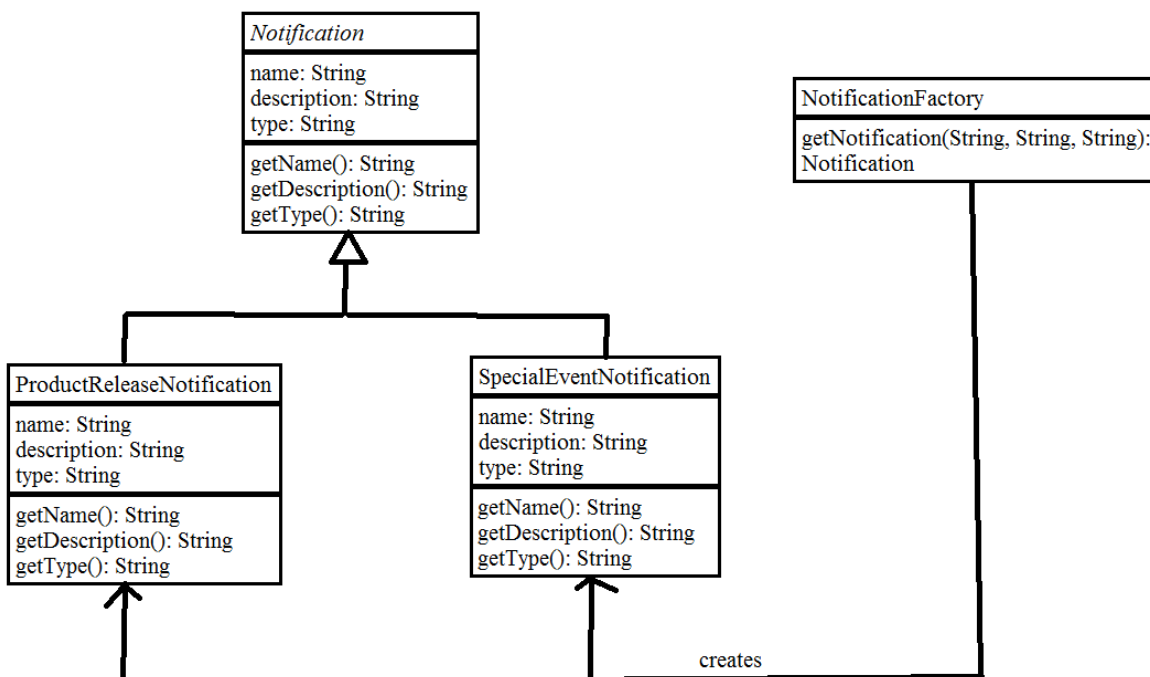 Notification
name: String
description: String
type: String
getName(): String
getDescription(): String
getType(): String
NotificationFactory
getNotification(String, String, String):
Notification
ProductReleaseNotification
name: String
description: String
type: String
getName(): String
getDescription(): String
getType(): String
SpecialEventNotification
name: String
description: String
type: String
getName(): String
getDescription(): String
getType(): String
creates